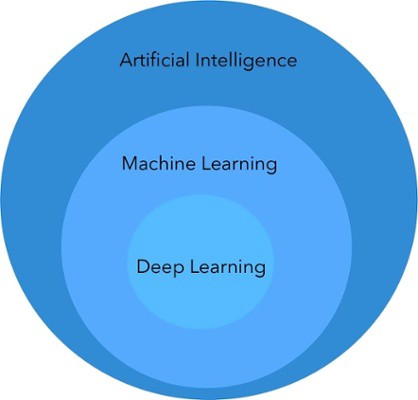 Artificial Intelligence
Machine Learning
Deep Learning